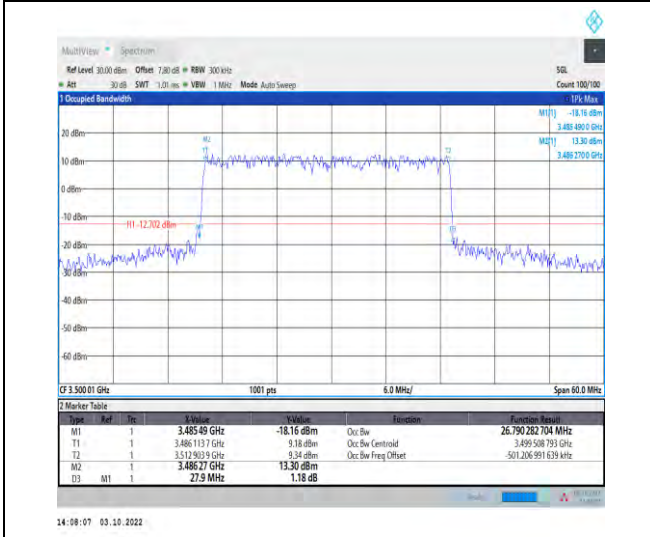 MultiView Spectrum
Ref Level 30.00 dBm Offset 7.80 dB RBW 300 kHz SGL
Att 30 dB SWT 1.01 ms VBW 1 MHz Mode Auto Sweep Count 100/100
1 Occupied Bandwidth 1Pk Max
M1[1] -18.16 dBm
3.485 490 0 GHz
20 dBm M2[1] 13.30 dBm
3.486 270 0 GHz
M2
T1 T2
10 dBm
0 dBm
-10 dBm
H1 -12.702 dBm
M1 D3
-20 dBm
-30 dBm
-40 dBm
-50 dBm
-60 dBm
CF 3.500 01 GHz 1001 pts 6.0 MHz/ Span 60.0 MHz
2 Marker Table
Type Ref Trc X-Value Y-Value Function Function Result
M1 1 3.485 49 GHz -18.16 dBm Occ Bw 26.790 282 704 MHz
T1 1 3.486 113 7 GHz 9.18 dBm Occ Bw Centroid 3.499 508 793 GHz
T2 1 3.512 903 9 GHz 9.34 dBm Occ Bw Freq Offset -501.206 991 639 kHz
M2 1 3.486 27 GHz 13.30 dBm
D3 M1 1 27.9 MHz 1.18 dB
14:08:07 03.10.2022